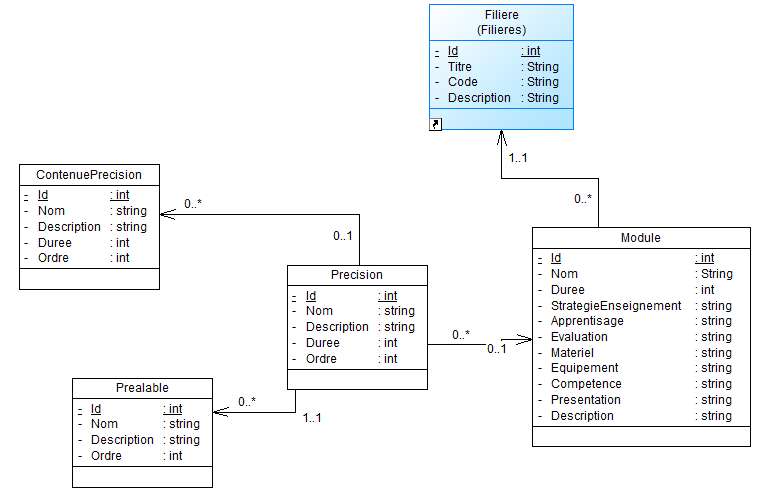 Filiere
(Filieres)
- Id : int
- Titre : String
- Code : String
- Description : String
1..1
0..*
ContenuePrecision
- Id : int
- Nom : string
- Description : string
- Duree : int
- Ordre : int
0..*
0..1
Module
- Id : int
- Nom : String
- Duree : int
- StrategieEnseignement : string
- Apprentisage : string
- Evaluation : string
- Materiel : string
- Equipement : string
- Competence : string
- Presentation : string
- Description : string
Precision
- Id : int
- Nom : string
- Description : string
- Duree : int
- Ordre : int
0..*
0..1
Prealable
- Id : int
- Nom : string
- Description : string
- Ordre : int
0..*
1..1